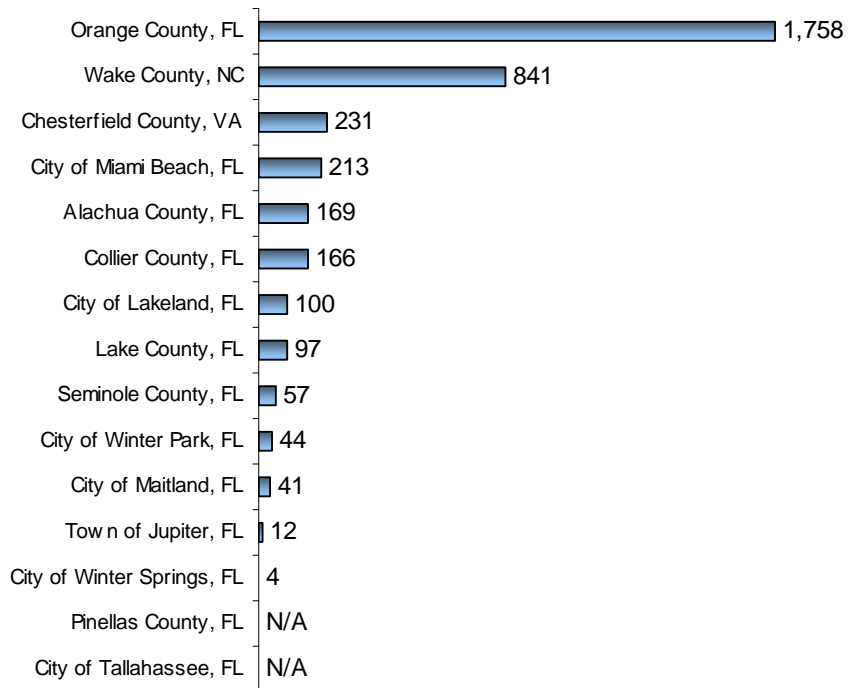 Orange County, FL 1,758
Wake County, NC 841
Chesterfield County, VA 231
City of Miami Beach, FL 213
Alachua County, FL 169
Collier County, FL 166
City of Lakeland, FL 100
Lake County, FL 97
Seminole County, FL 57
City of Winter Park, FL 44
City of Maitland, FL 41
Town of Jupiter, FL 12
City of Winter Springs, FL 4
Pinellas County, FL N/A
City of Tallahassee, FL N/A